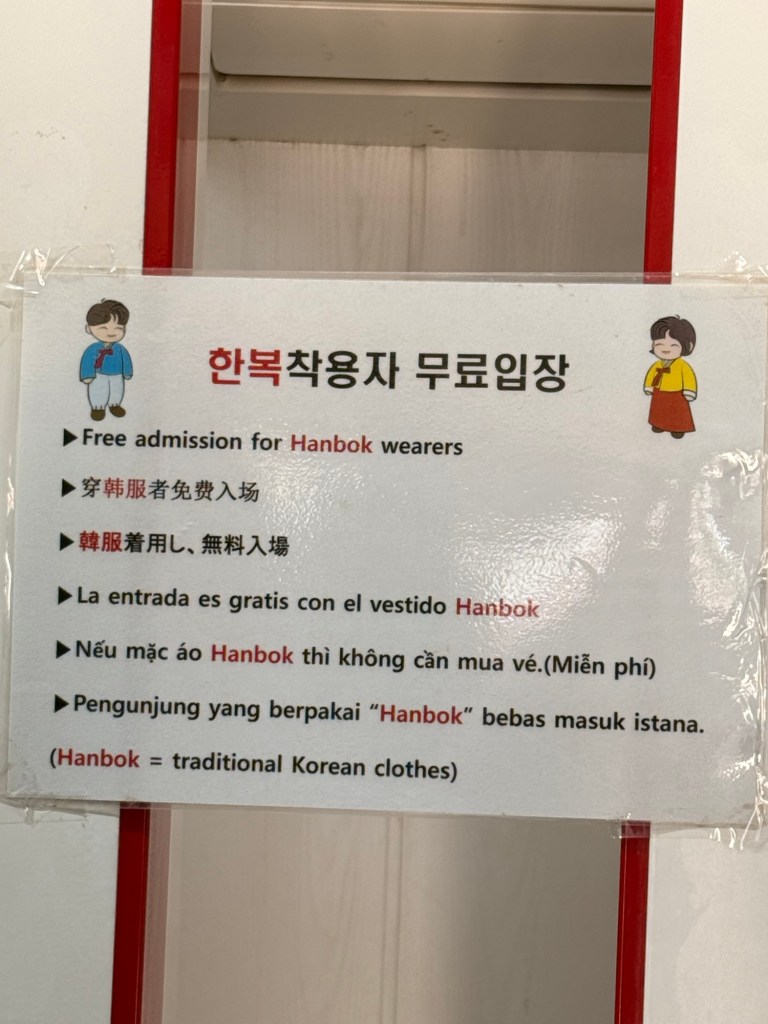 한복착용자 무료입장
▶Free admission for Hanbok wearers
▶穿韩服者免费入场
▶韓服着用し、無料入場
▶La entrada es gratis con el vestido Hanbok
▶Nếu mặc áo Hanbok thì không cần mua vé.(Miễn phí)
▶Pengunjung yang berpakai “Hanbok” bebas masuk istana.
(Hanbok = traditional Korean clothes)